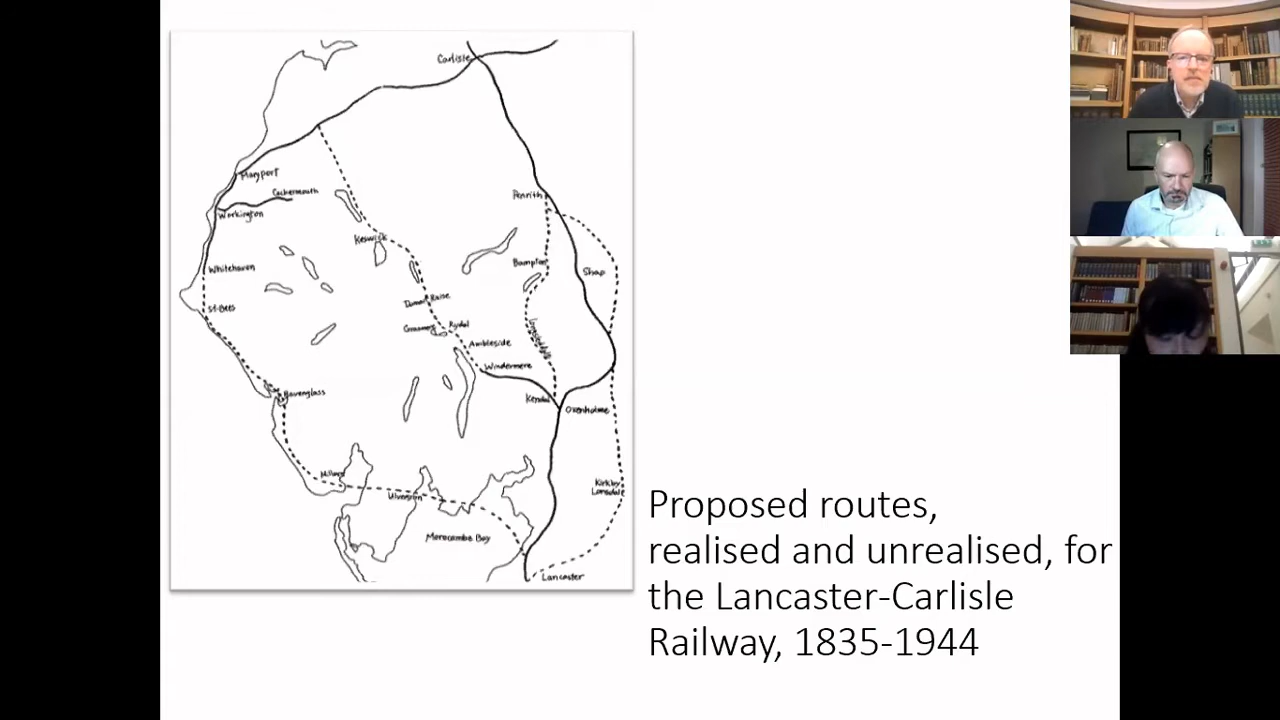 Carlisle
Maryport
Cockermouth
Workington
Penrith
Keswick
Whitehaven
Bampton
Shap
St. Bees
Dunmail Raise
Grasmere
Rydal
Ambleside
Windermere
Ravenglass
Kendal
Oxenholme
Longsleddale
Millom
Kirkby
Lonsdale
Ulverston
Morecambe Bay
Lancaster
Proposed routes,
realised and unrealised, for
the Lancaster-Carlisle
Railway, 1835-1944